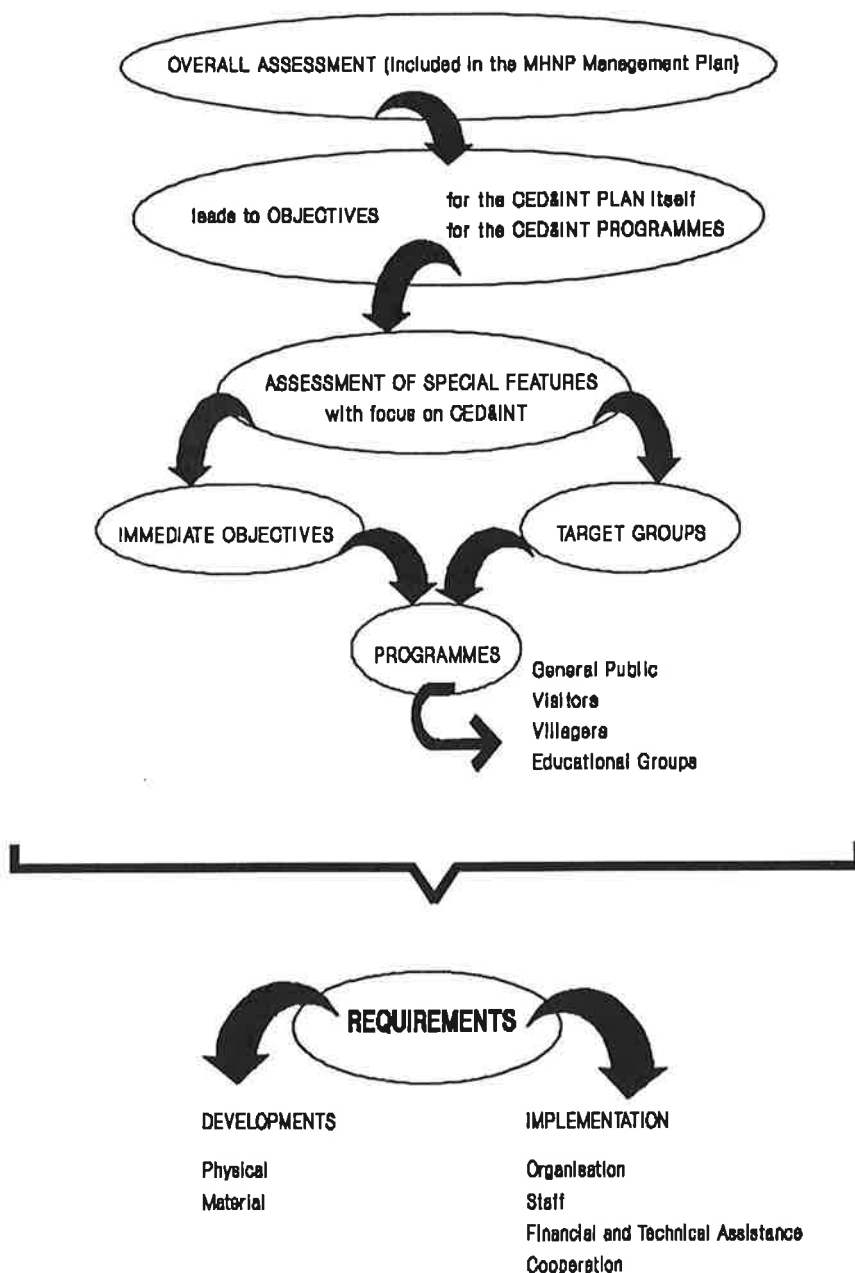 OVERALL ASSESSMENT (Included in the MHNP Management Plan)
leads to OBJECTIVES
for the CED&INT PLAN itself
for the CED&INT PROGRAMMES
ASSESSMENT OF SPECIAL FEATURES
with focus on CED&INT
IMMEDIATE OBJECTIVES
TARGET GROUPS
PROGRAMMES
General Public
Visitors
Villagers
Educational Groups
REQUIREMENTS
DEVELOPMENTS
Physical
Material
IMPLEMENTATION
Organisation
Staff
Financial and Technical Assistance
Cooperation